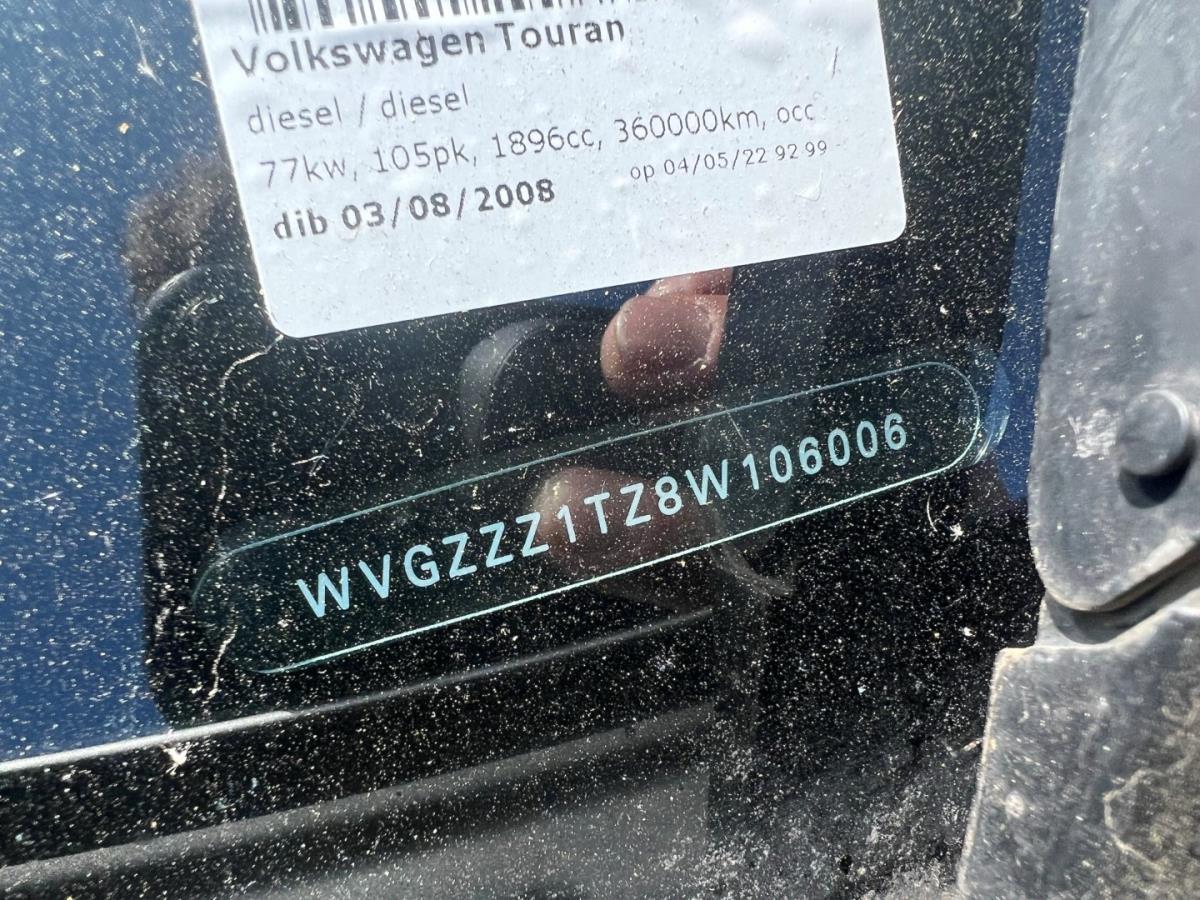 Volkswagen Touran
diesel / diesel
77kw, 105pk, 1896cc, 360000km, occ /
dib 03/08/2008 op 04/05/22 92 99 -
WVGZZZ1TZ8W106006